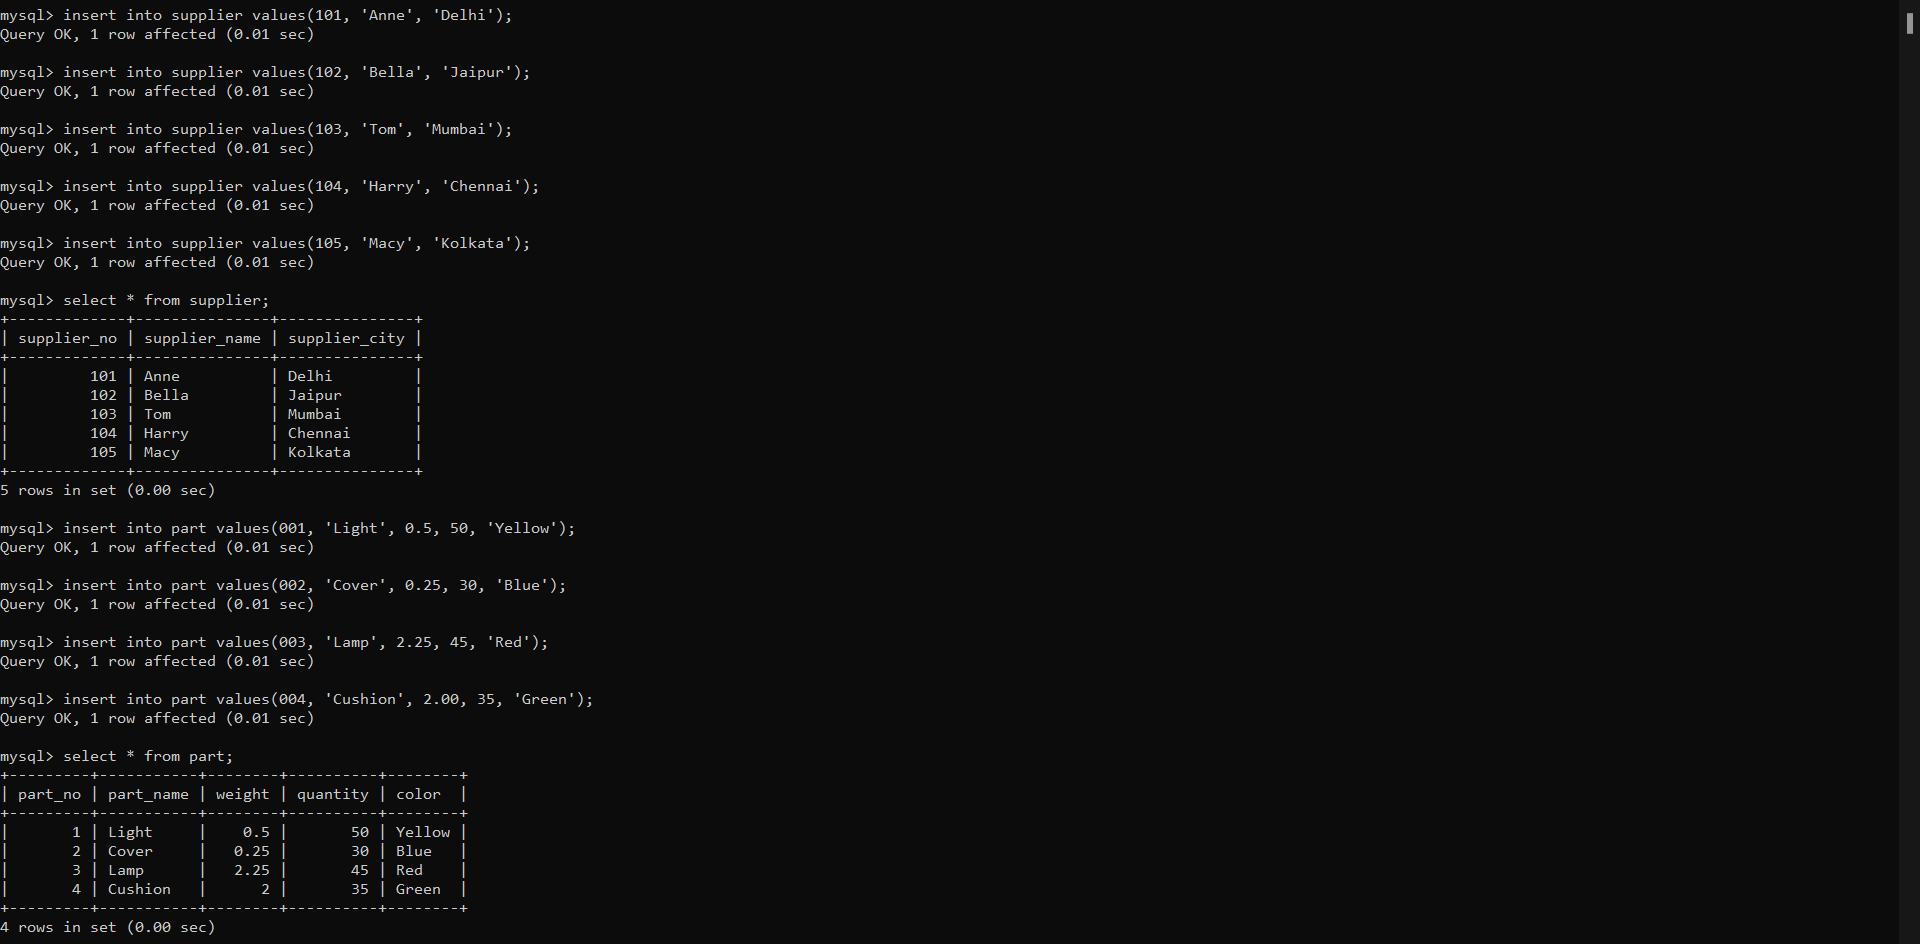 mysql> insert into supplier values(101, 'Anne', 'Delhi');
Query OK, 1 row affected (0.01 sec)

mysql> insert into supplier values(102, 'Bella', 'Jaipur');
Query OK, 1 row affected (0.01 sec)

mysql> insert into supplier values(103, 'Tom', 'Mumbai');
Query OK, 1 row affected (0.01 sec)

mysql> insert into supplier values(104, 'Harry', 'Chennai');
Query OK, 1 row affected (0.01 sec)

mysql> insert into supplier values(105, 'Macy', 'Kolkata');
Query OK, 1 row affected (0.01 sec)

mysql> select * from supplier;
+-------------+---------------+---------------+
| supplier_no | supplier_name | supplier_city |
+-------------+---------------+---------------+
|         101 | Anne          | Delhi         |
|         102 | Bella         | Jaipur        |
|         103 | Tom           | Mumbai        |
|         104 | Harry         | Chennai       |
|         105 | Macy          | Kolkata       |
+-------------+---------------+---------------+
5 rows in set (0.00 sec)

mysql> insert into part values(001, 'Light', 0.5, 50, 'Yellow');
Query OK, 1 row affected (0.01 sec)

mysql> insert into part values(002, 'Cover', 0.25, 30, 'Blue');
Query OK, 1 row affected (0.01 sec)

mysql> insert into part values(003, 'Lamp', 2.25, 45, 'Red');
Query OK, 1 row affected (0.01 sec)

mysql> insert into part values(004, 'Cushion', 2.00, 35, 'Green');
Query OK, 1 row affected (0.01 sec)

mysql> select * from part;
+---------+-----------+--------+----------+--------+
| part_no | part_name | weight | quantity | color  |
+---------+-----------+--------+----------+--------+
|       1 | Light     |    0.5 |       50 | Yellow |
|       2 | Cover     |   0.25 |       30 | Blue   |
|       3 | Lamp      |   2.25 |       45 | Red    |
|       4 | Cushion   |      2 |       35 | Green  |
+---------+-----------+--------+----------+--------+
4 rows in set (0.00 sec)